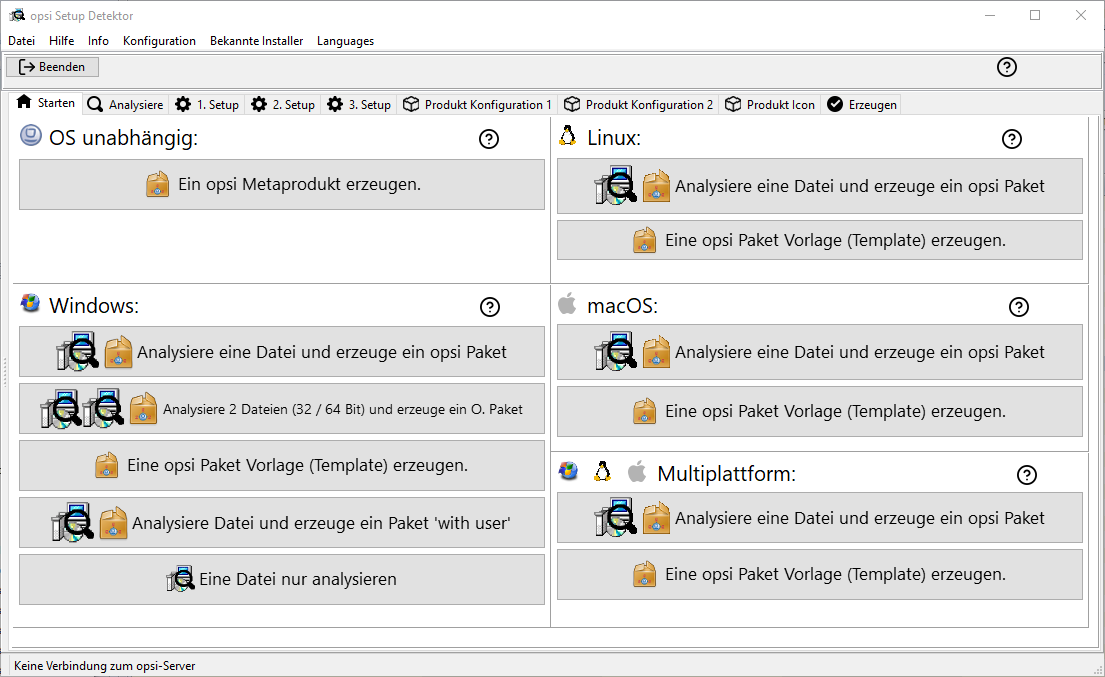 opsi Setup Detektor
Datei Hilfe Info Konfiguration Bekannte Installer Languages
Beenden
Starten Analysiere 1. Setup 2. Setup 3. Setup Produkt Konfiguration 1 Produkt Konfiguration 2 Produkt Icon Erzeugen
OS unabhängig:
Ein opsi Metaprodukt erzeugen.
Linux:
Analysiere eine Datei und erzeuge ein opsi Paket
Eine opsi Paket Vorlage (Template) erzeugen.
Windows:
Analysiere eine Datei und erzeuge ein opsi Paket
Analysiere 2 Dateien (32 / 64 Bit) und erzeuge ein O. Paket
Eine opsi Paket Vorlage (Template) erzeugen.
Analysiere Datei und erzeuge ein Paket 'with user'
Eine Datei nur analysieren
macOS:
Analysiere eine Datei und erzeuge ein opsi Paket
Eine opsi Paket Vorlage (Template) erzeugen.
Multiplattform:
Analysiere eine Datei und erzeuge ein opsi Paket
Eine opsi Paket Vorlage (Template) erzeugen.
Keine Verbindung zum opsi-Server